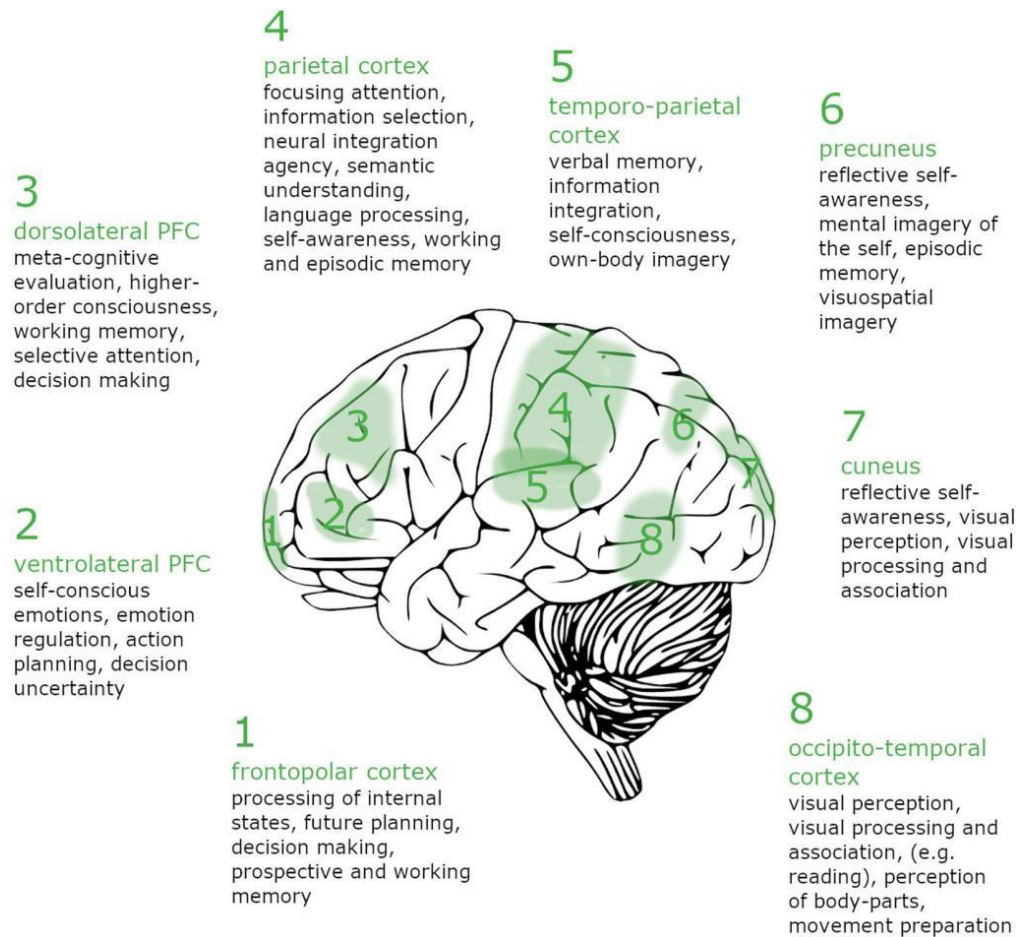 4
parietal cortex
focusing attention,
information selection,
neural integration
agency, semantic
understanding,
language processing,
self-awareness, working
and episodic memory
5
temporo-parietal
cortex
verbal memory,
information
integration,
self-consciousness,
own-body imagery
6
precuneus
reflective self-
awareness,
mental imagery of
the self, episodic
memory,
visuospatial
imagery
3
dorsolateral PFC
meta-cognitive
evaluation, higher-
order consciousness,
working memory,
selective attention,
decision making
7
cuneus
reflective self-
awareness, visual
perception, visual
processing and
association
2
ventrolateral PFC
self-conscious
emotions, emotion
regulation, action
planning, decision
uncertainty
1
frontopolar cortex
processing of internal
states, future planning,
decision making,
prospective and working
memory
8
occipito-temporal
cortex
visual perception,
visual processing and
association, (e.g.
reading), perception
of body-parts,
movement preparation
3
4
6
7
5
2
1
8